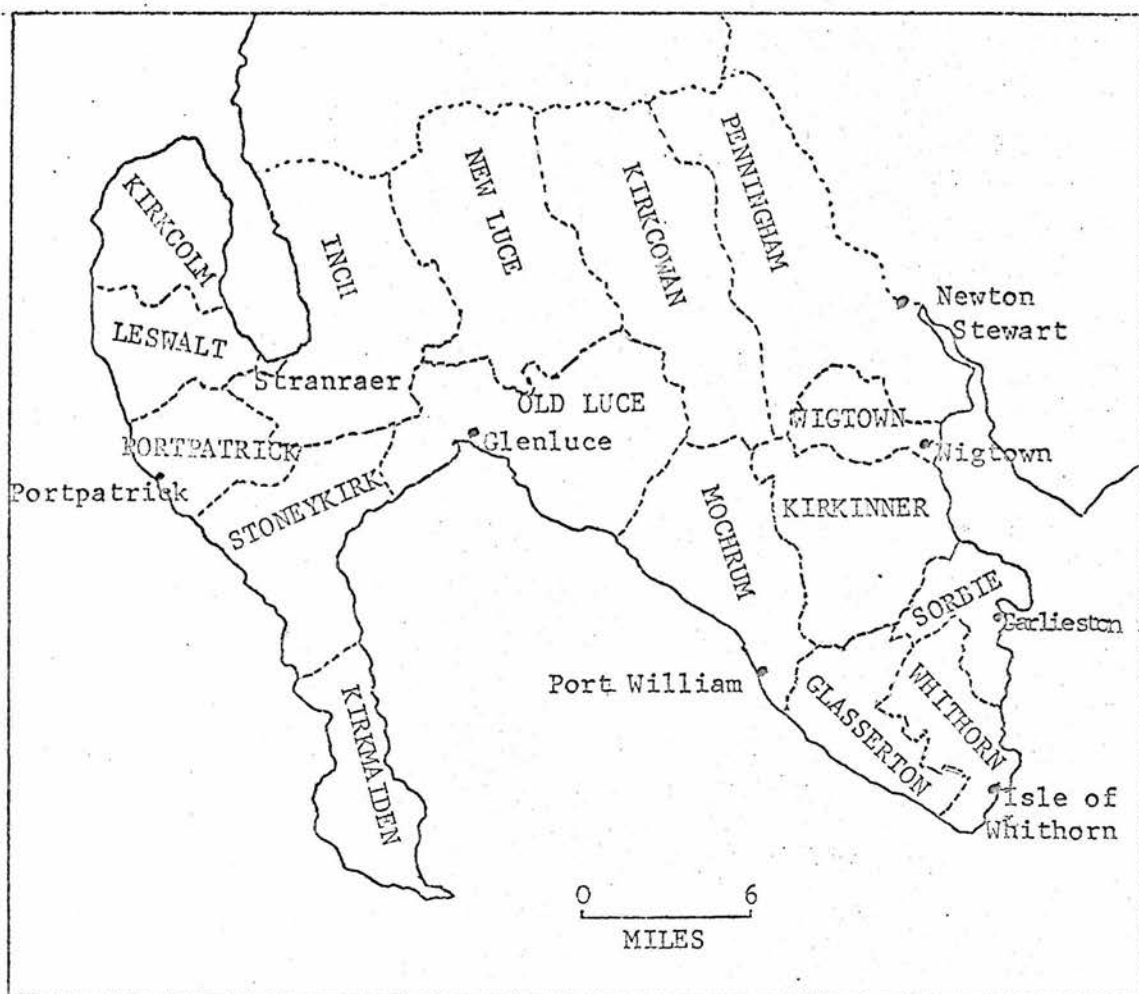 PENNINGHAM
KIRKCOLM
NEW LUCE
KIRKCOWAN
INCH
Newton
Stewart
LESWALT
Stranraer
OLD LUCE
WIGTOWN
PORTPATRICK
Glenluce
Wigtown
Portpatrick
STONEYKIRK
MOCHRUM
KIRKINNER
SORBIE
Garlieston
Port William
GLASSERTON
WHITHORN
KIRKMAIDEN
Isle of
Whithorn
0 6
MILES